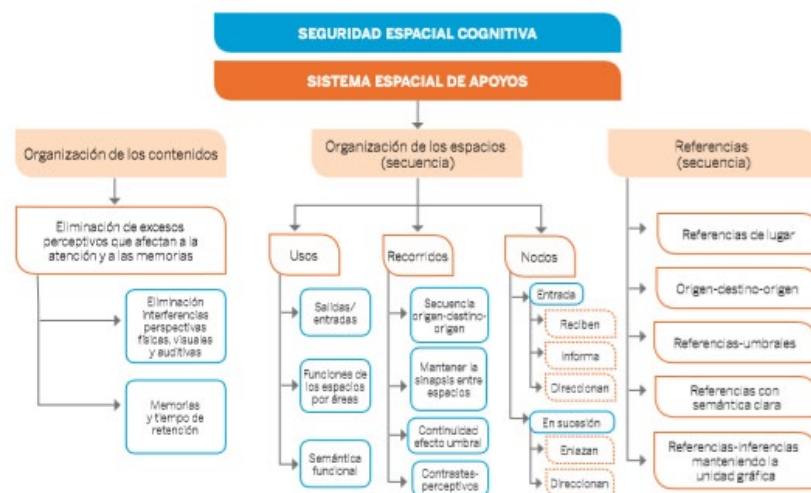 SEGURIDAD ESPACIAL COGNITIVA
SISTEMA ESPACIAL DE APOYOS
Organización de los contenidos
Eliminación de excesos
perceptivos que afectan a la
atención y a las memorias
Eliminación
interferencias
perspectivas
físicas, visuales
y auditivas
Memorias
y tiempo de
retención
Organización de los espacios
(secuencia)
Usos
Salidas/
entradas
Funciones de
los espacios
por áreas
Semántica
funcional
Recorridos
Secuencia
origen-destino-
origen
Mantener la
sinapsis entre
espacios
Continuidad
efecto umbral
Contrastes-
perceptivos
Nodos
Entrada
Reciben
Informa
Direccionan
En sucesión
Enlazan
Direccionan
Referencias
(secuencia)
Referencias de lugar
Origen-destino-origen
Referencias-umbrales
Referencias con
semántica clara
Referencias-inferencias
manteniendo la
unidad gráfica